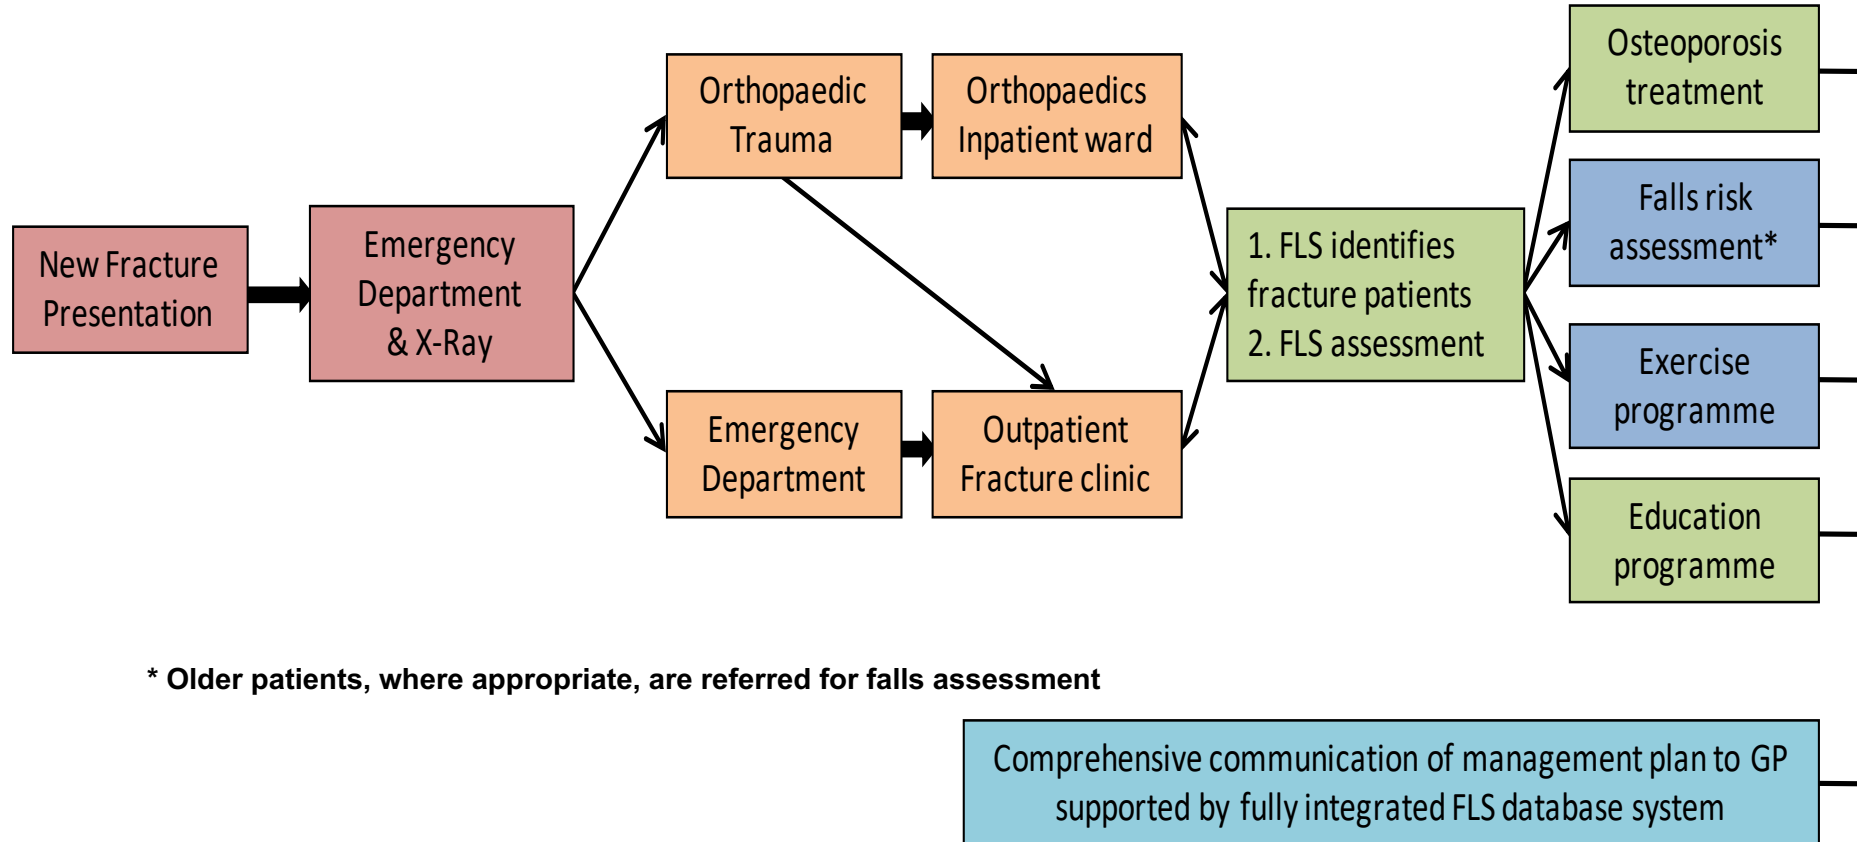 New Fracture
Presentation
Emergency
Department
& X-Ray
Orthopaedic
Trauma
Orthopaedics
Inpatient ward
Emergency
Department
Outpatient
Fracture clinic
1. FLS identifies
fracture patients
2. FLS assessment
Osteoporosis
treatment
Falls risk
assessment*
Exercise
programme
Education
programme
* Older patients, where appropriate, are referred for falls assessment
Comprehensive communication of management plan to GP
supported by fully integrated FLS database system